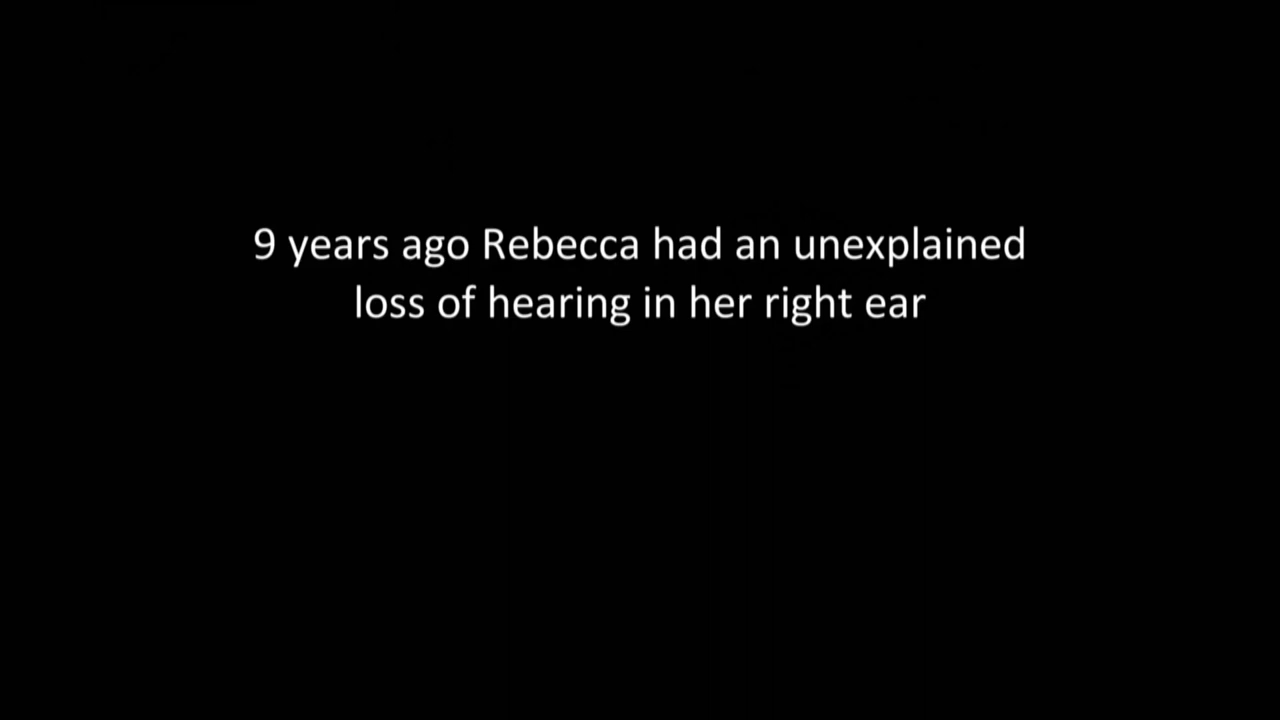 9 years ago Rebecca had an unexplained
loss of hearing in her right ear